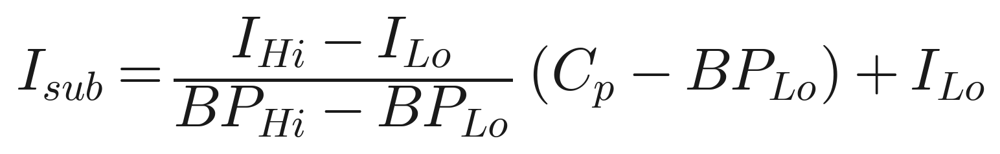 I_{sub} = \frac{I_{Hi} - I_{Lo}}{BP_{Hi} - BP_{Lo}} (C_p - BP_{Lo}) + I_{Lo}